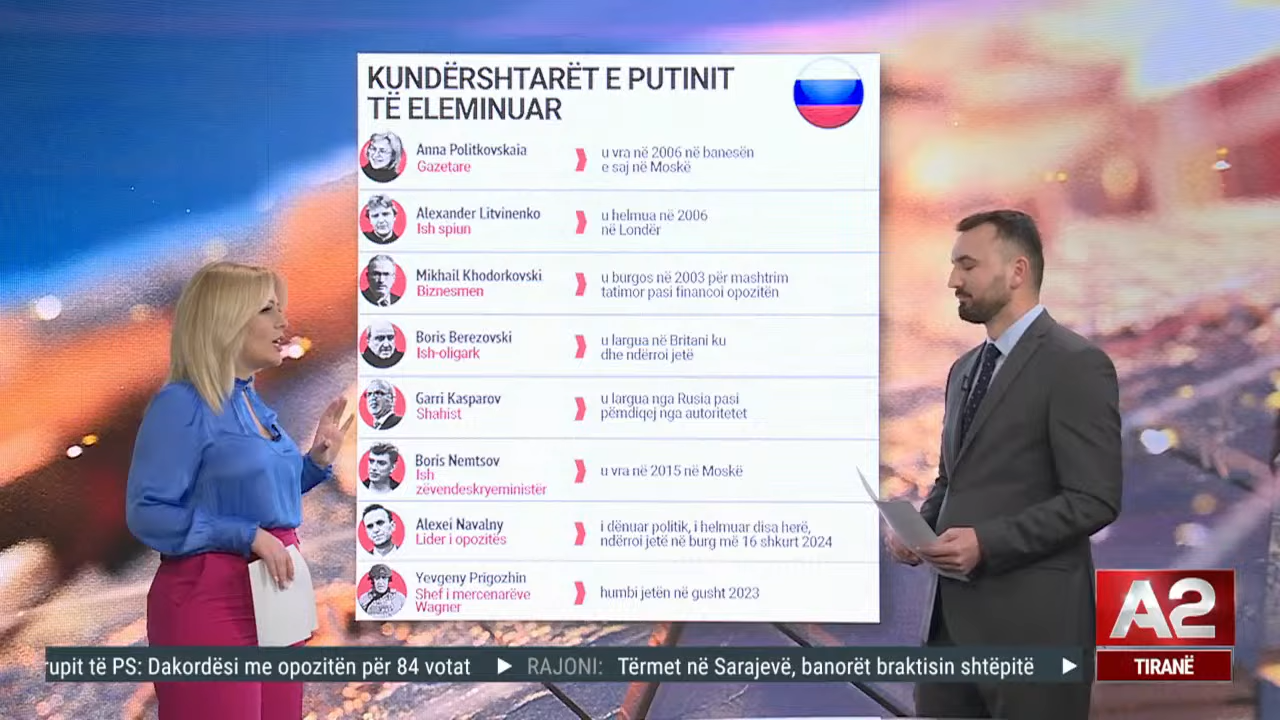 KUNDËRSHTARËT E PUTINIT
TË ELEMINUAR
Anna Politkovskaia
Gazetare
u vra në 2006 në banesën
e saj në Moskë
Alexander Litvinenko
Ish spiun
u helmua në 2006
në Londër
Mikhail Khodorkovski
Biznesmen
u burgos në 2003 për mashtrim
tatimor pasi financoi opozitën
Boris Berezovski
Ish-oligark
u largua në Britani ku
dhe ndërroi jetë
Garri Kasparov
Shahist
u largua nga Rusia pasi
përndiqej nga autoritetet
Boris Nemtsov
Ish
zëvendeskryeministër
u vra në 2015 në Moskë
Alexei Navalny
Lider i opozitës
i dënuar politik, i helmuar disa herë,
ndërroi jetë në burg më 16 shkurt 2024
Yevgeny Prigozhin
Shef i mercenarëve
Wagner
humbi jetën në gusht 2023
rupit të PS: Dakordësi me opozitën për 84 votat
RAJONI: Tërmet në Sarajevë, banorët braktisin shtëpitë
A2
TIRANË